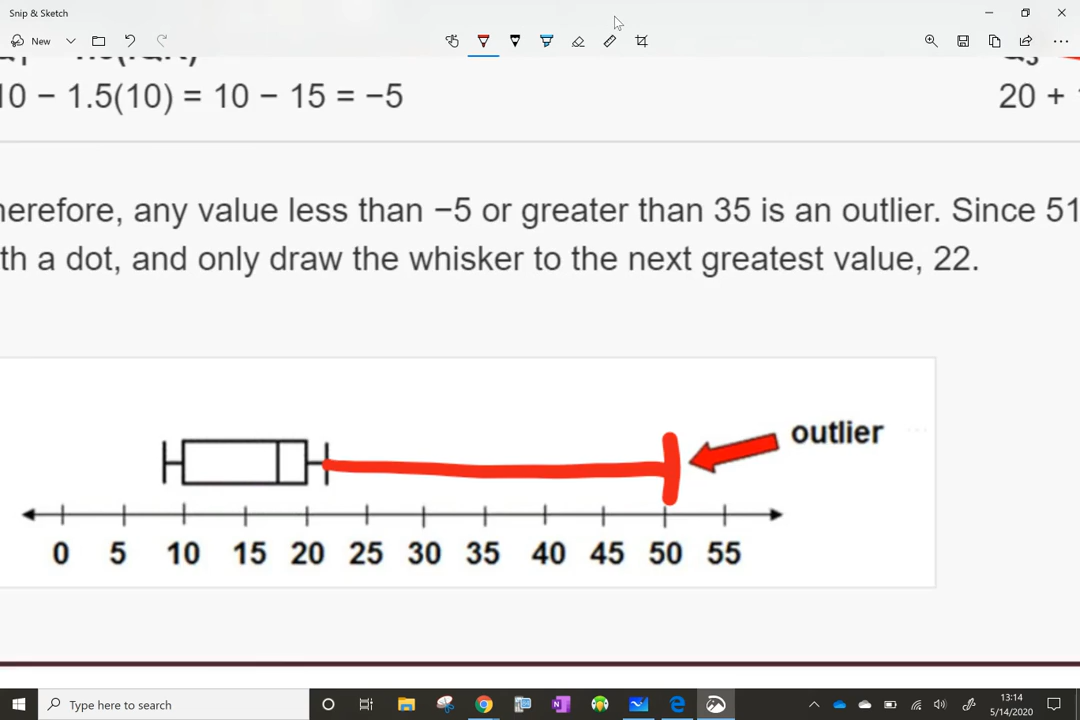 Snip & Sketch
New
10 − 1.5(10) = 10 − 15 = −5
20 +
herefore, any value less than −5 or greater than 35 is an outlier. Since 51
th a dot, and only draw the whisker to the next greatest value, 22.
outlier
0 5 10 15 20 25 30 35 40 45 50 55
Type here to search
13:14
5/14/2020